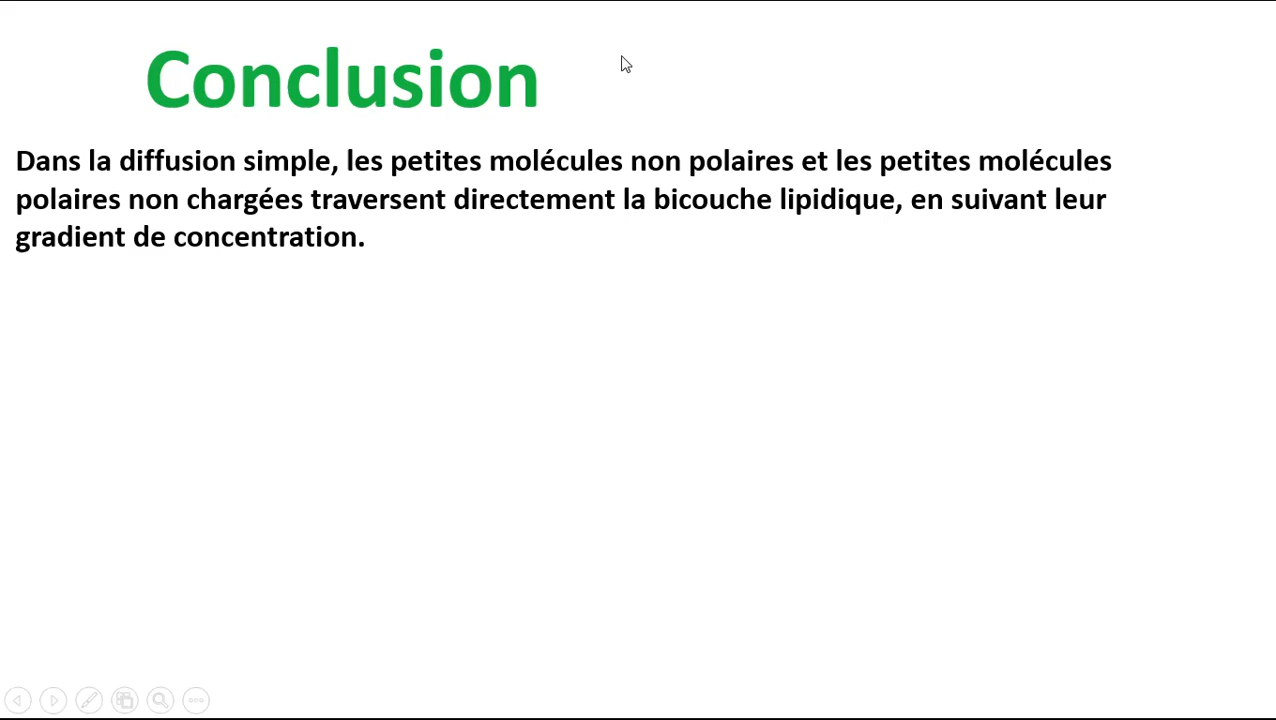 Conclusion
Dans la diffusion simple, les petites molécules non polaires et les petites molécules
polaires non chargées traversent directement la bicouche lipidique, en suivant leur
gradient de concentration.